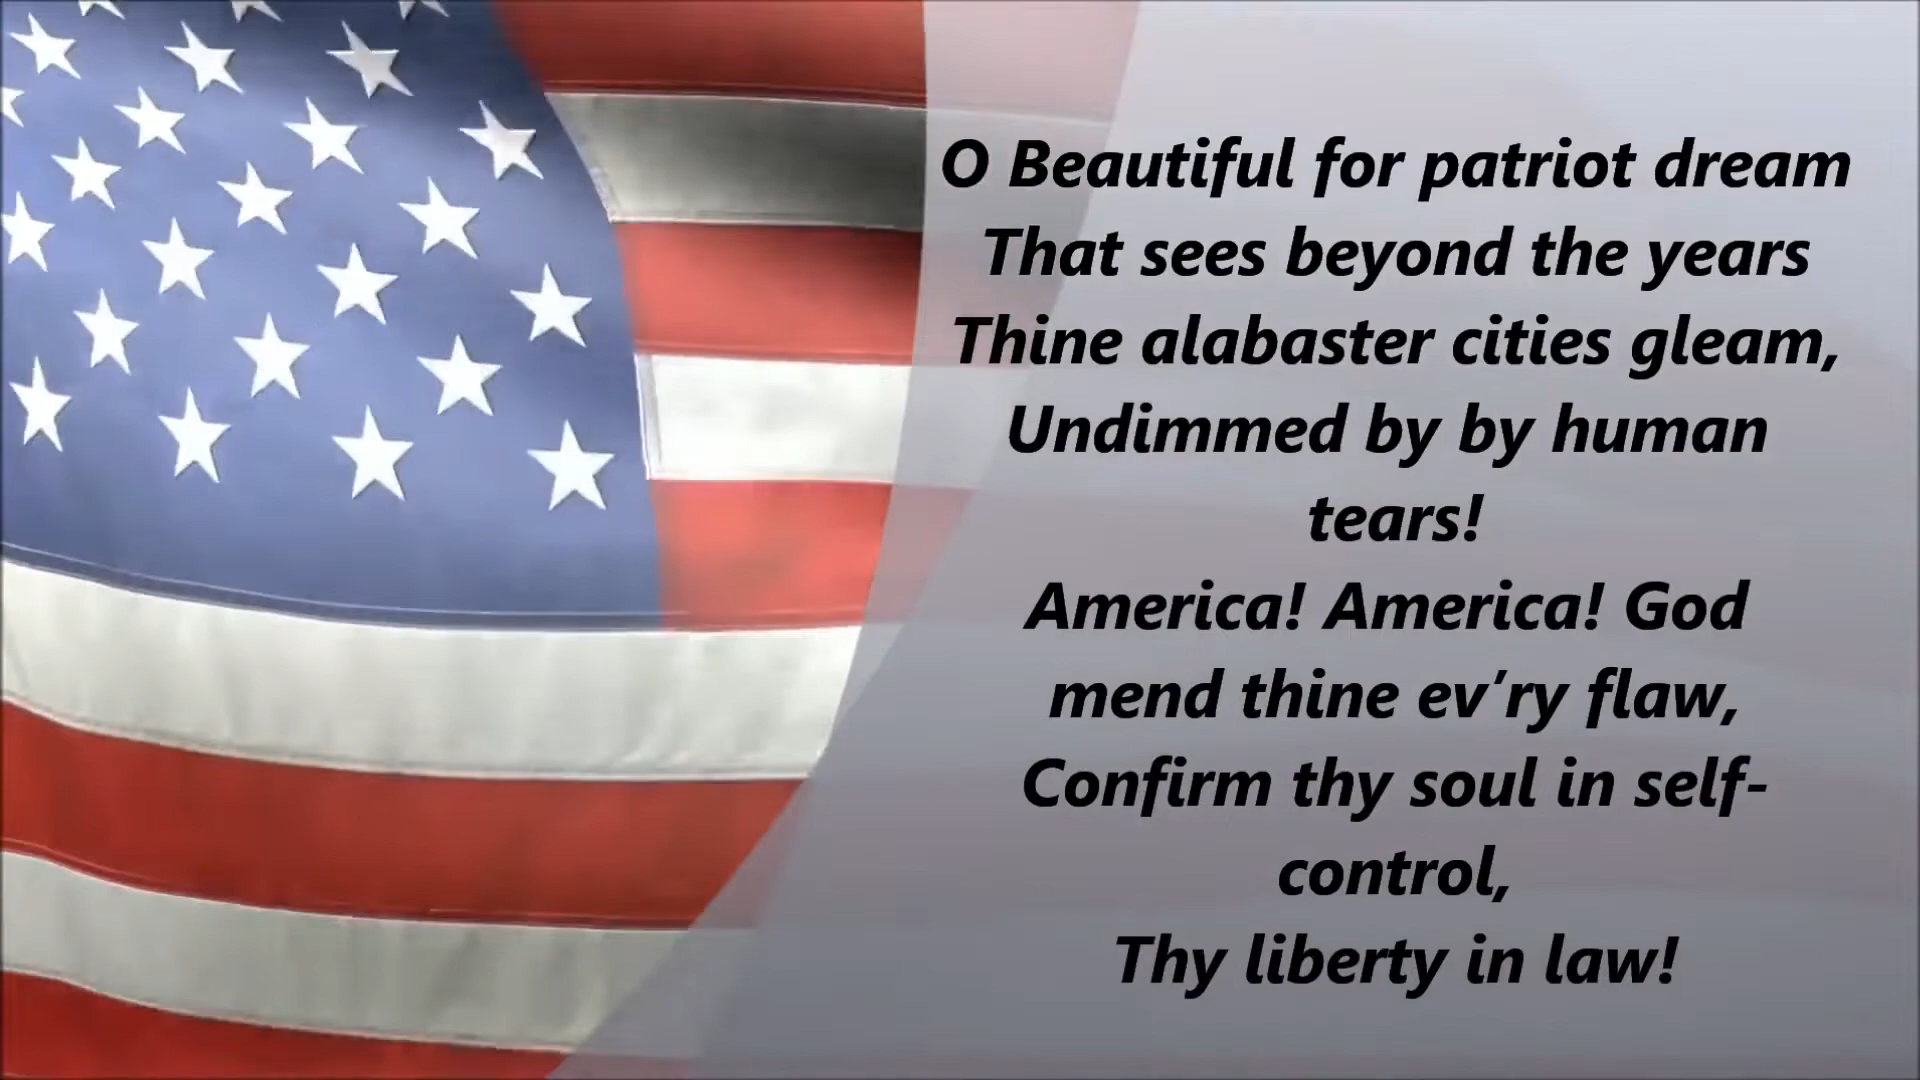 O Beautiful for patriot dream
That sees beyond the years
Thine alabaster cities gleam,
Undimmed by by human
tears!
America! America! God
mend thine ev’ry flaw,
Confirm thy soul in self-
control,
Thy liberty in law!